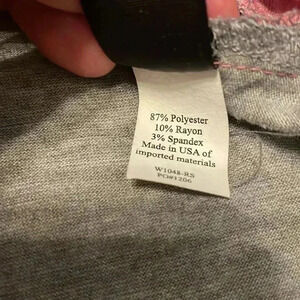 87% Polyester
10% Rayon
3% Spandex
Made in USA of
imported materials
W1048-RS
PO#1206